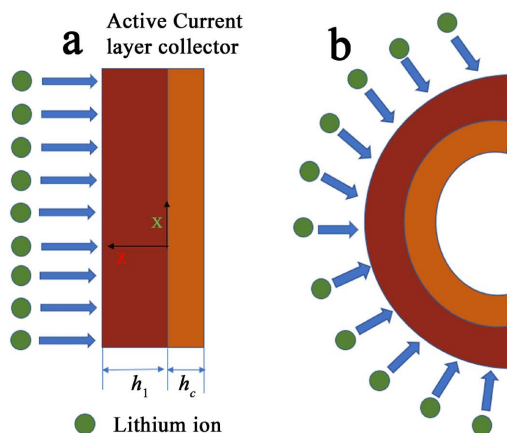 a
Active Current
layer collector
b
X
X
h1
hc
Lithium ion